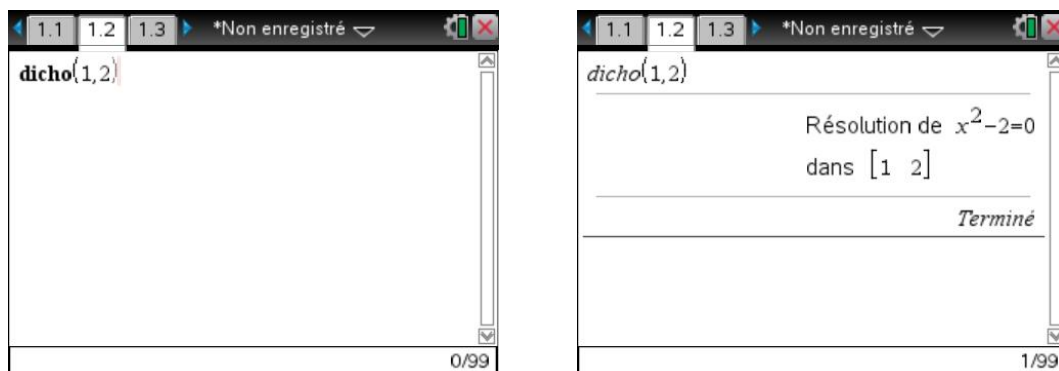 1.1 1.2 1.3 *Non enregistré
dicho(1,2)
0/99
1.1 1.2 1.3 *Non enregistré
dicho(1,2)
Résolution de x²-2=0
dans [1 2]
Terminé
1/99